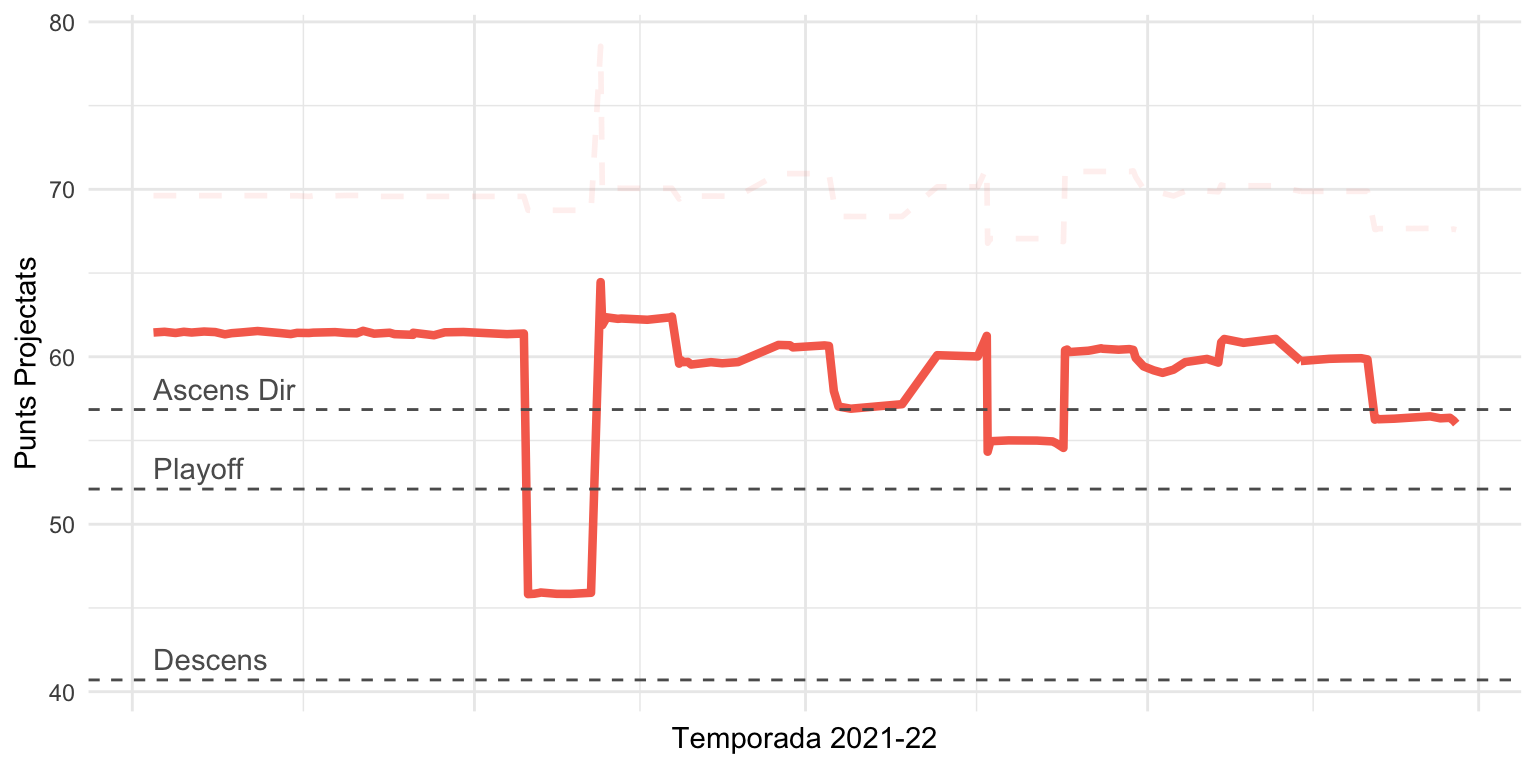 80
70
60
50
40
Punts Projectats
Ascens Dir
Playoff
Descens
Temporada 2021-22